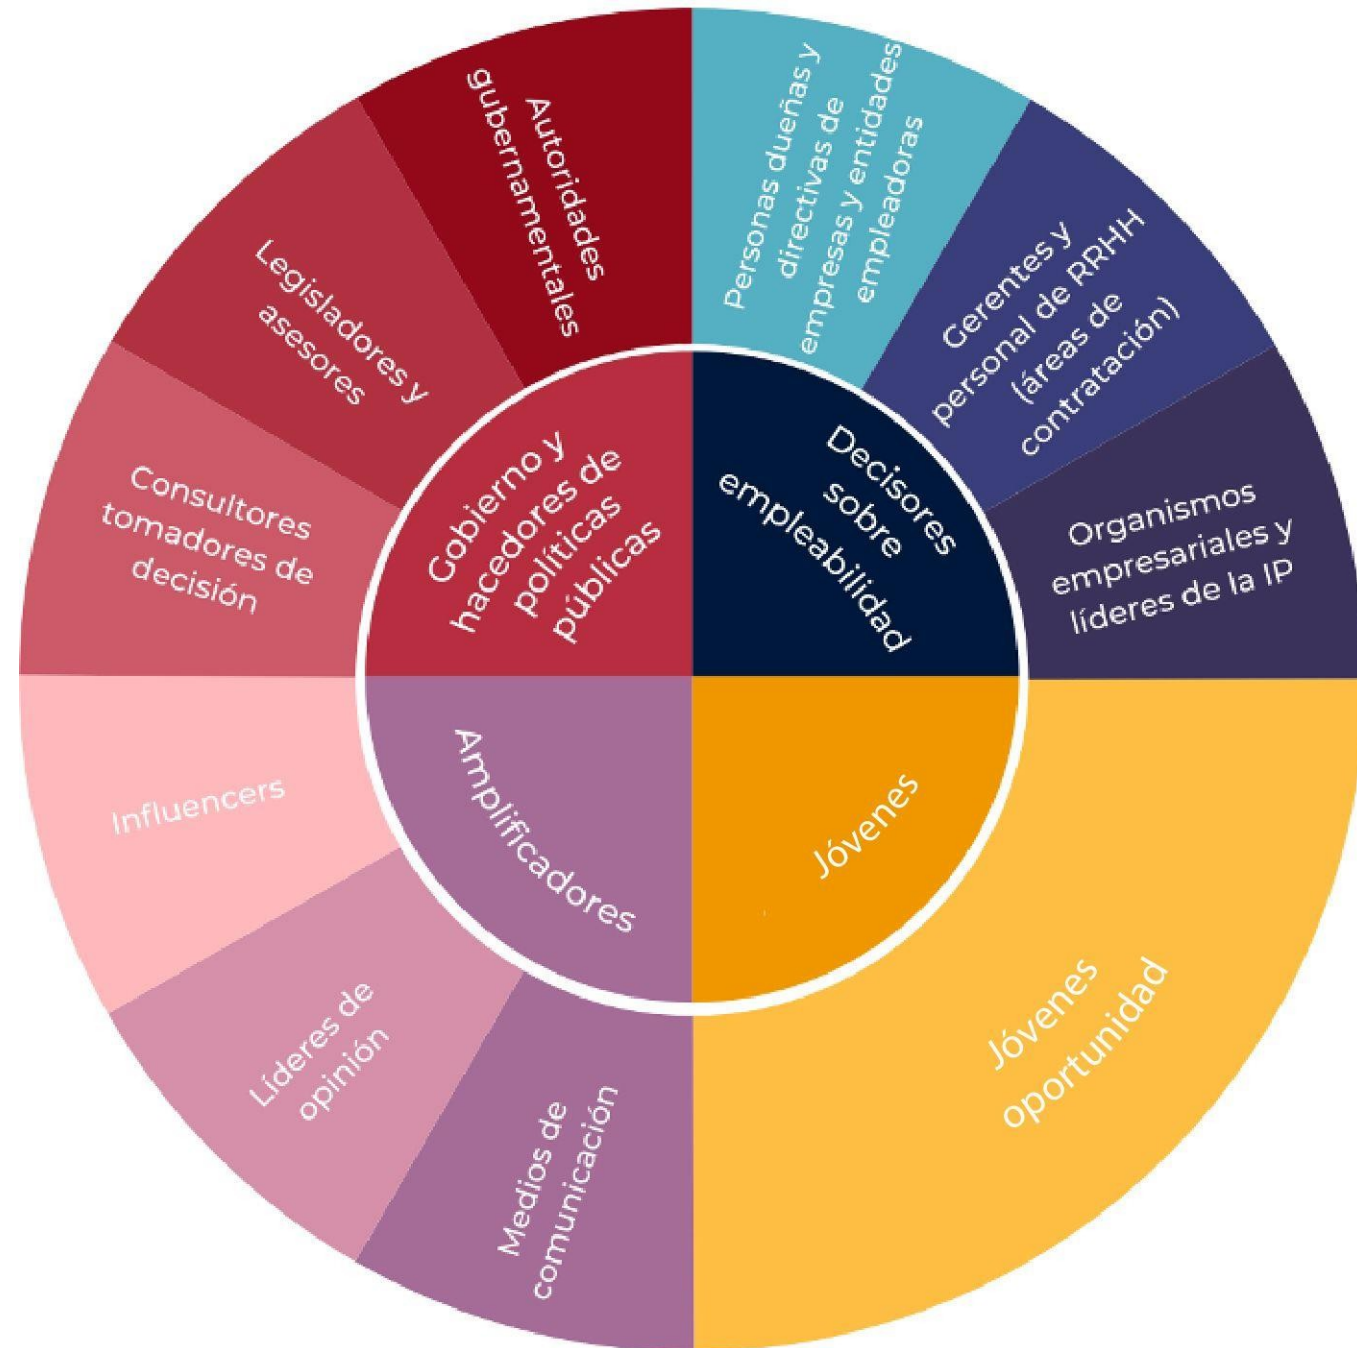 Autoridades
gubernamentales
Personas dueñas y
directivas de
empresas y entidades
empleadoras
Legisladores y
asesores
Gerentes y
personal de RRHH
(áreas de
contratación)
Consultores
tomadores de
decisión
Gobierno y
hacedores de
políticas
públicas
Decisores
sobre
empleabilidad
Organismos
empresariales y
líderes de la IP
Influencers
Amplificadores
Jóvenes
Líderes de
opinión
Medios de
comunicación
Jóvenes
oportunidad